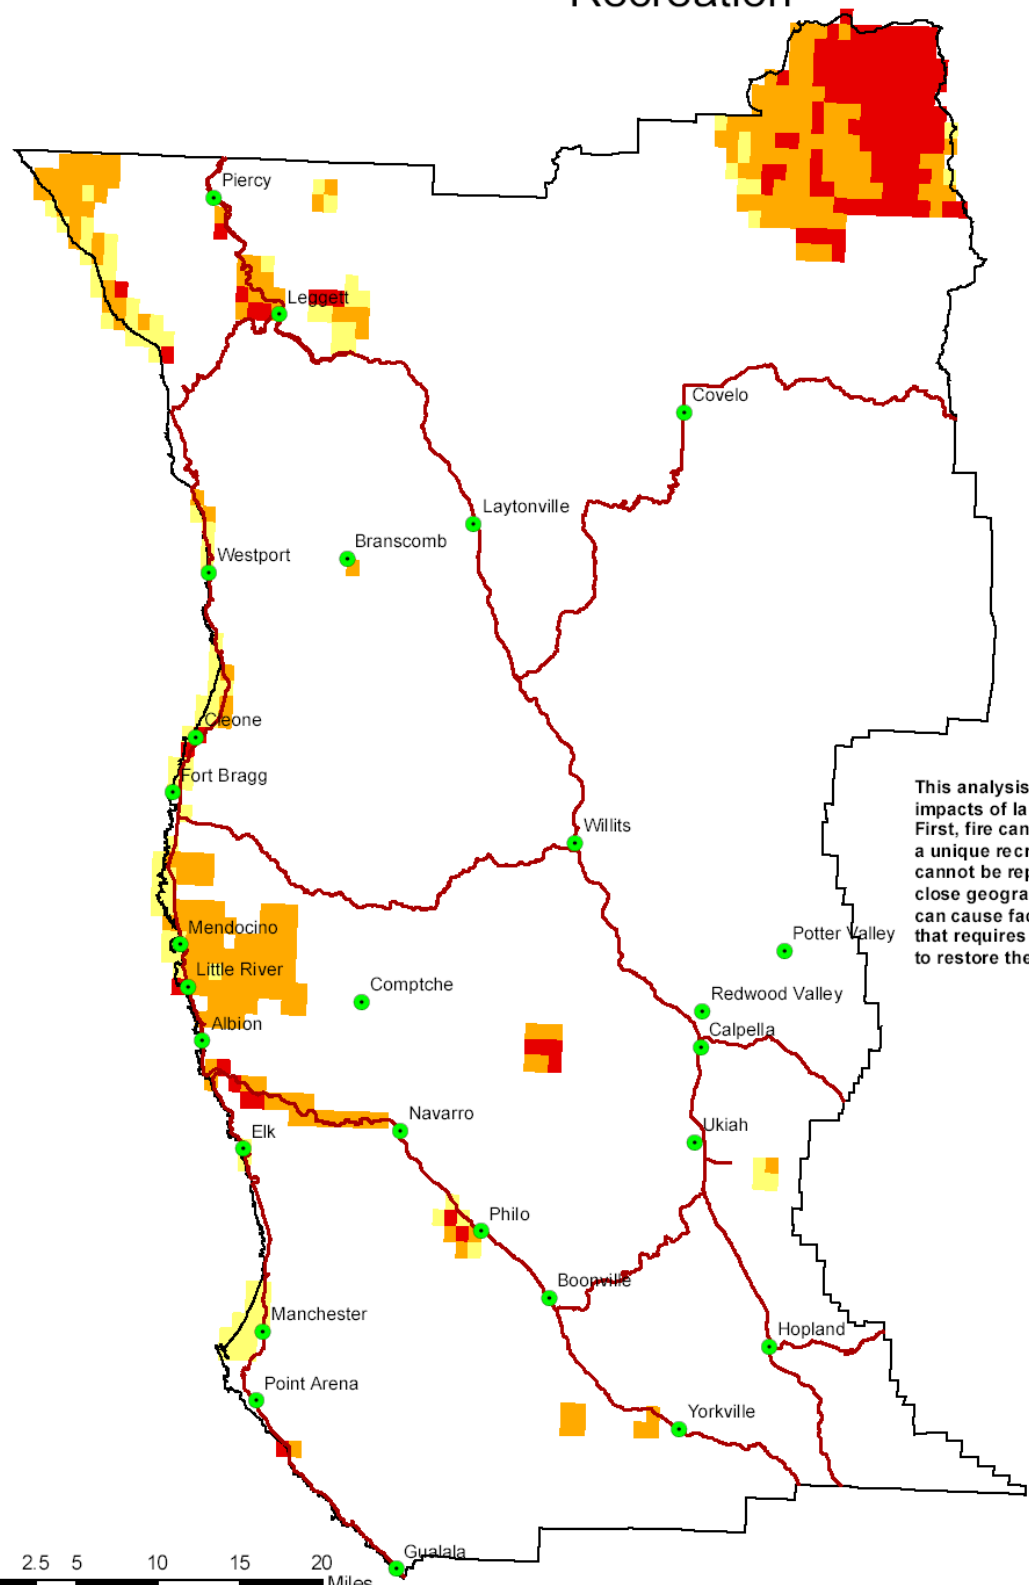 Recreation
Piercy
Leggett
Covelo
Laytonville
Branscomb
Westport
Cleone
Fort Bragg
This analysis
impacts of la
First, fire can
a unique recr
cannot be rep
close geogra
can cause fac
that requires
to restore the
Willits
Mendocino
Potter Valley
Little River
Comptche
Redwood Valley
Albion
Calpella
Navarro
Elk
Ukiah
Philo
Boonville
Manchester
Hopland
Point Arena
Yorkville
Gualala
2.5 5 10 15 20
Miles